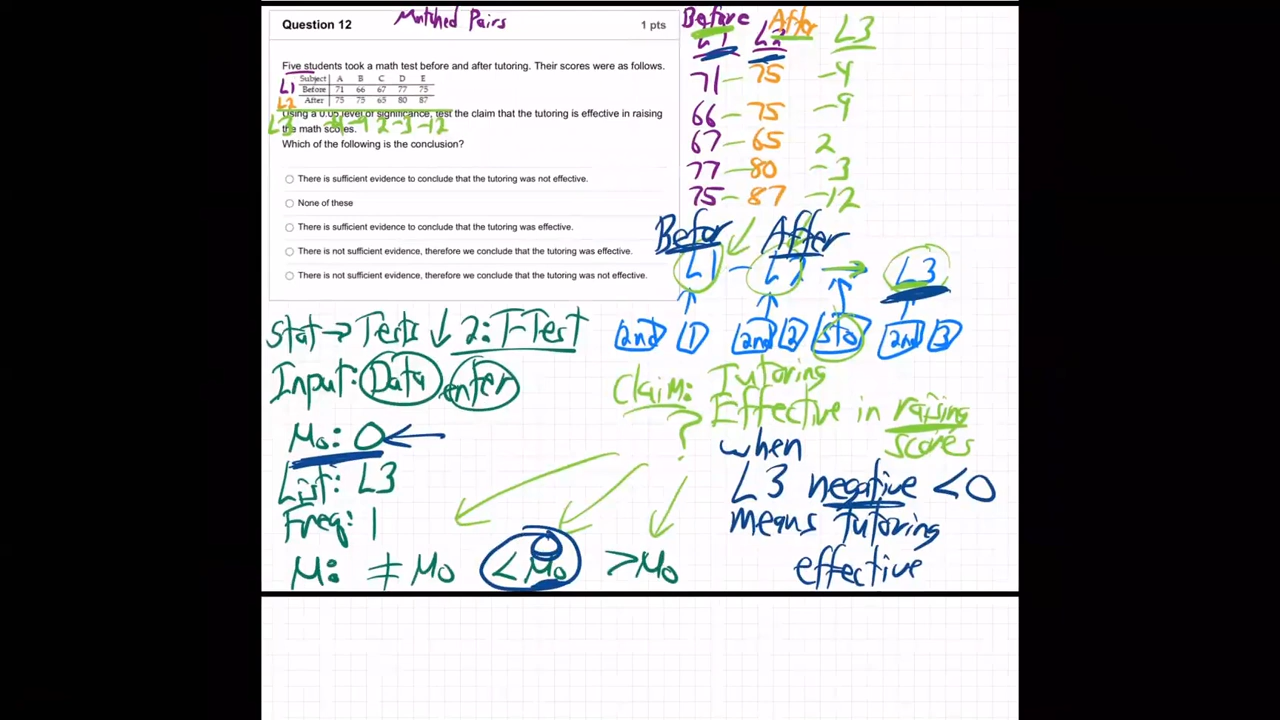 Question 12
Matched Pairs
1 pts
Five students took a math test before and after tutoring. Their scores were as follows.
Subject A B C D E
L1 Before 71 66 67 77 75
L2 After 75 75 65 80 87
Using a 0.05 level of significance, test the claim that the tutoring is effective in raising
L3 -4 -9 2 -3 -12
the math scores.
Which of the following is the conclusion?
There is sufficient evidence to conclude that the tutoring was not effective.
None of these
There is sufficient evidence to conclude that the tutoring was effective.
There is not sufficient evidence, therefore we conclude that the tutoring was effective.
There is not sufficient evidence, therefore we conclude that the tutoring was not effective.
Before After
L1 L2 L3
71 - 75 -4
66 - 75 -9
67 - 65 2
77 - 80 -3
75 - 87 -12
Befor After
L1 - L2 → L3
2nd 1 2nd 2 STO 2nd 3
Stat → Tests ↓ 2: T-Test
Input: Data enter
μ₀: 0
List: L3
Freq: 1
μ: ≠ μ₀ < μ₀ > μ₀
0
Claim: Tutoring
Effective in raising
scores
?
when
L3 negative < 0
means tutoring
effective